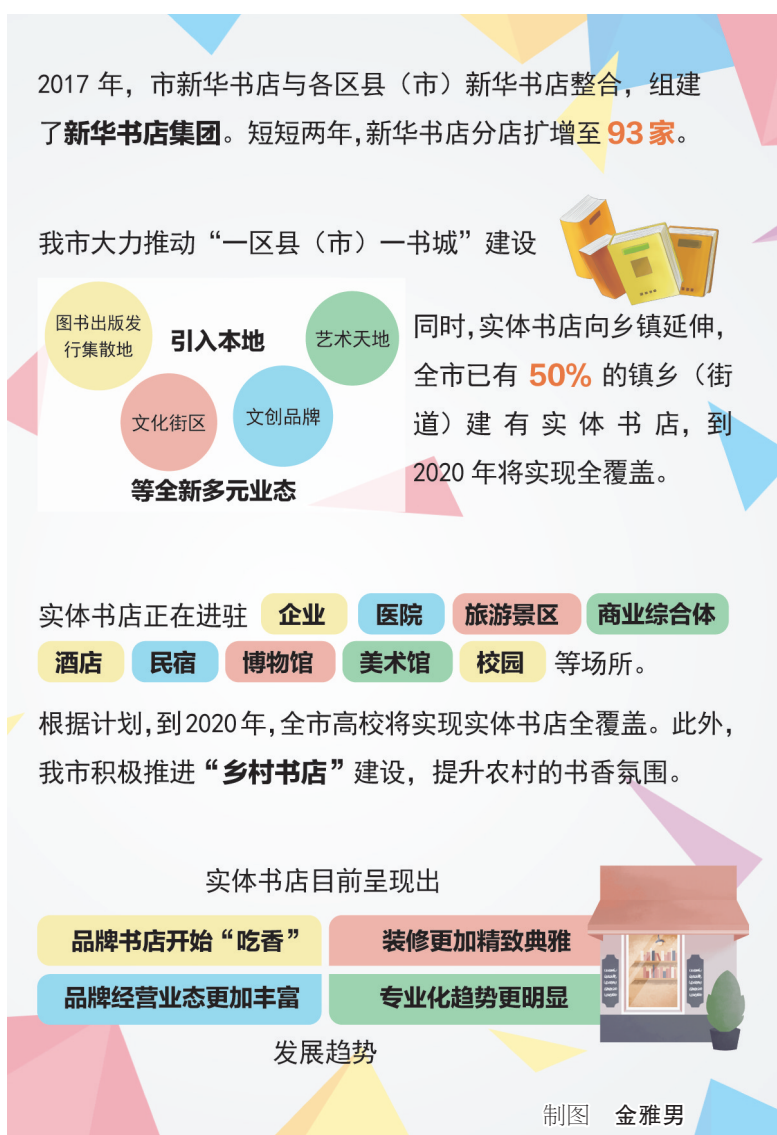 2017年，市新华书店与各区县（市）新华书店整合，组建
了新华书店集团。短短两年,新华书店分店扩增至93家。
我市大力推动“一区县（市）一书城”建设
图书出版发
行集散地
引入本地
艺术天地
文化街区
文创品牌
等全新多元业态
同时,实体书店向乡镇延伸,
全市已有 50% 的镇乡（街
道）建有实体书店,到
2020年将实现全覆盖。
实体书店正在进驻 企业 医院 旅游景区 商业综合体
酒店 民宿 博物馆 美术馆 校园 等场所。
根据计划,到2020年,全市高校将实现实体书店全覆盖。此外,
我市积极推进“乡村书店”建设，提升农村的书香氛围。
实体书店目前呈现出
品牌书店开始“吃香” 装修更加精致典雅
品牌经营业态更加丰富 专业化趋势更明显
发展趋势
制图 金雅男